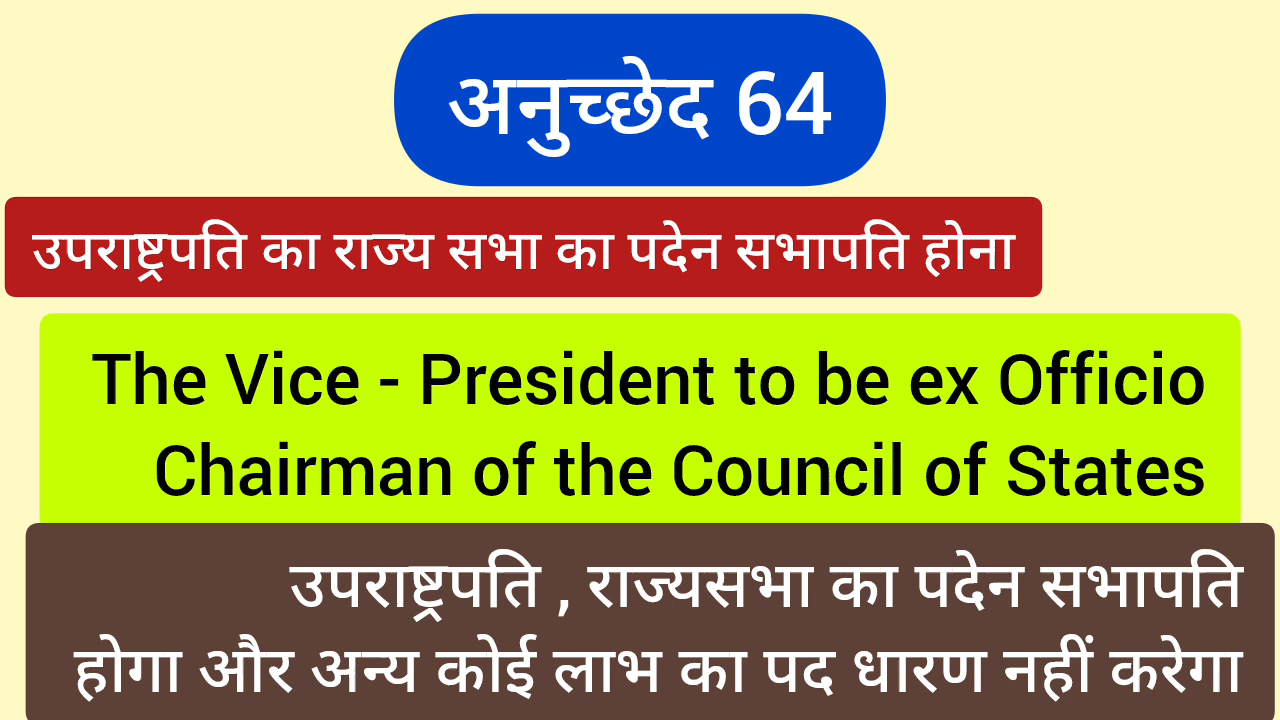 अनुच्छेद 64
उपराष्ट्रपति का राज्य सभा का पदेन सभापति होना
The Vice - President to be ex Officio
Chairman of the Council of States
उपराष्ट्रपति , राज्यसभा का पदेन सभापति
होगा और अन्य कोई लाभ का पद धारण नहीं करेगा